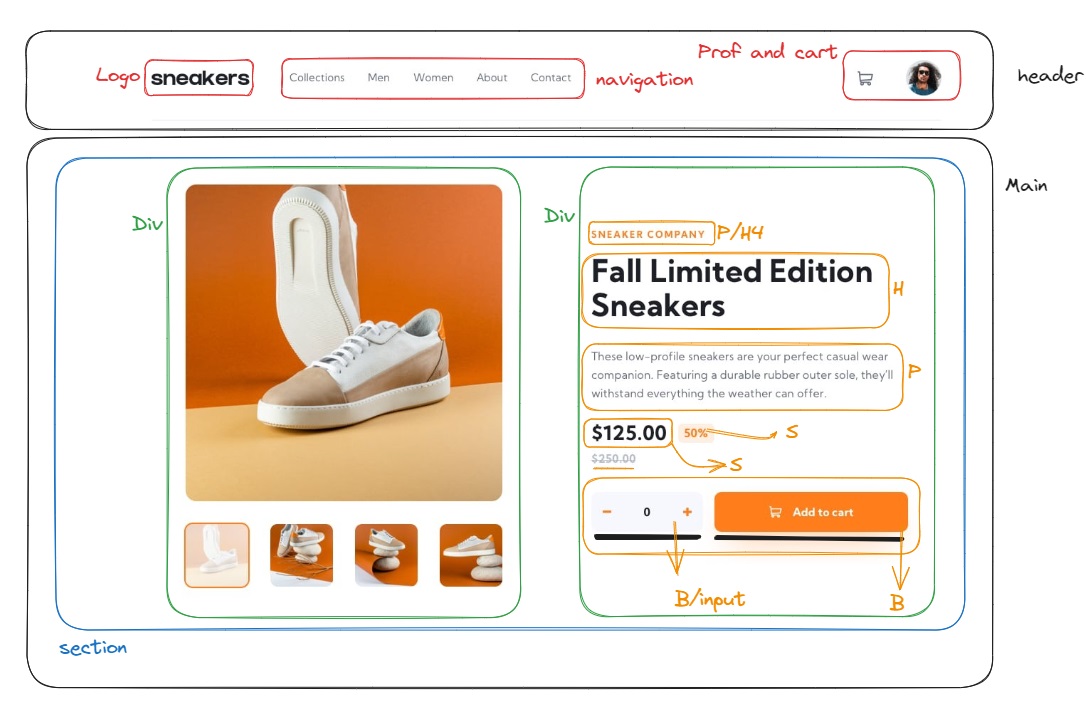 Prof and cart
Logo
sneakers
Collections
Men
Women
About
Contact
navigation
header
Main
Div
Div
SNEAKER COMPANY
P/H4
Fall Limited Edition
Sneakers
H
These low-profile sneakers are your perfect casual wear
companion. Featuring a durable rubber outer sole, they'll
withstand everything the weather can offer.
P
$125.00
50%
S
$250.00
S
0
Add to cart
B/input
B
section